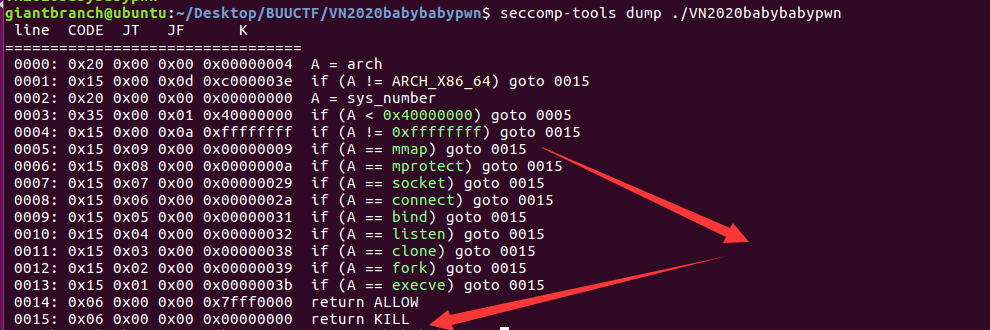 giantbranch@ubuntu:~/Desktop/BUUCTF/VN2020babybabypwn$ seccomp-tools dump ./VN2020babybabypwn
line CODE JT JF K
=================================
0000: 0x20 0x00 0x00 0x00000004 A = arch
0001: 0x15 0x00 0x0d 0xc000003e if (A != ARCH_X86_64) goto 0015
0002: 0x20 0x00 0x00 0x00000000 A = sys_number
0003: 0x35 0x00 0x01 0x40000000 if (A < 0x40000000) goto 0005
0004: 0x15 0x00 0x0a 0xffffffff if (A != 0xffffffff) goto 0015
0005: 0x15 0x09 0x00 0x00000009 if (A == mmap) goto 0015
0006: 0x15 0x08 0x00 0x0000000a if (A == mprotect) goto 0015
0007: 0x15 0x07 0x00 0x00000029 if (A == socket) goto 0015
0008: 0x15 0x06 0x00 0x0000002a if (A == connect) goto 0015
0009: 0x15 0x05 0x00 0x00000031 if (A == bind) goto 0015
0010: 0x15 0x04 0x00 0x00000032 if (A == listen) goto 0015
0011: 0x15 0x03 0x00 0x00000038 if (A == clone) goto 0015
0012: 0x15 0x02 0x00 0x00000039 if (A == fork) goto 0015
0013: 0x15 0x01 0x00 0x0000003b if (A == execve) goto 0015
0014: 0x06 0x00 0x00 0x7fff0000 return ALLOW
0015: 0x06 0x00 0x00 0x00000000 return KILL